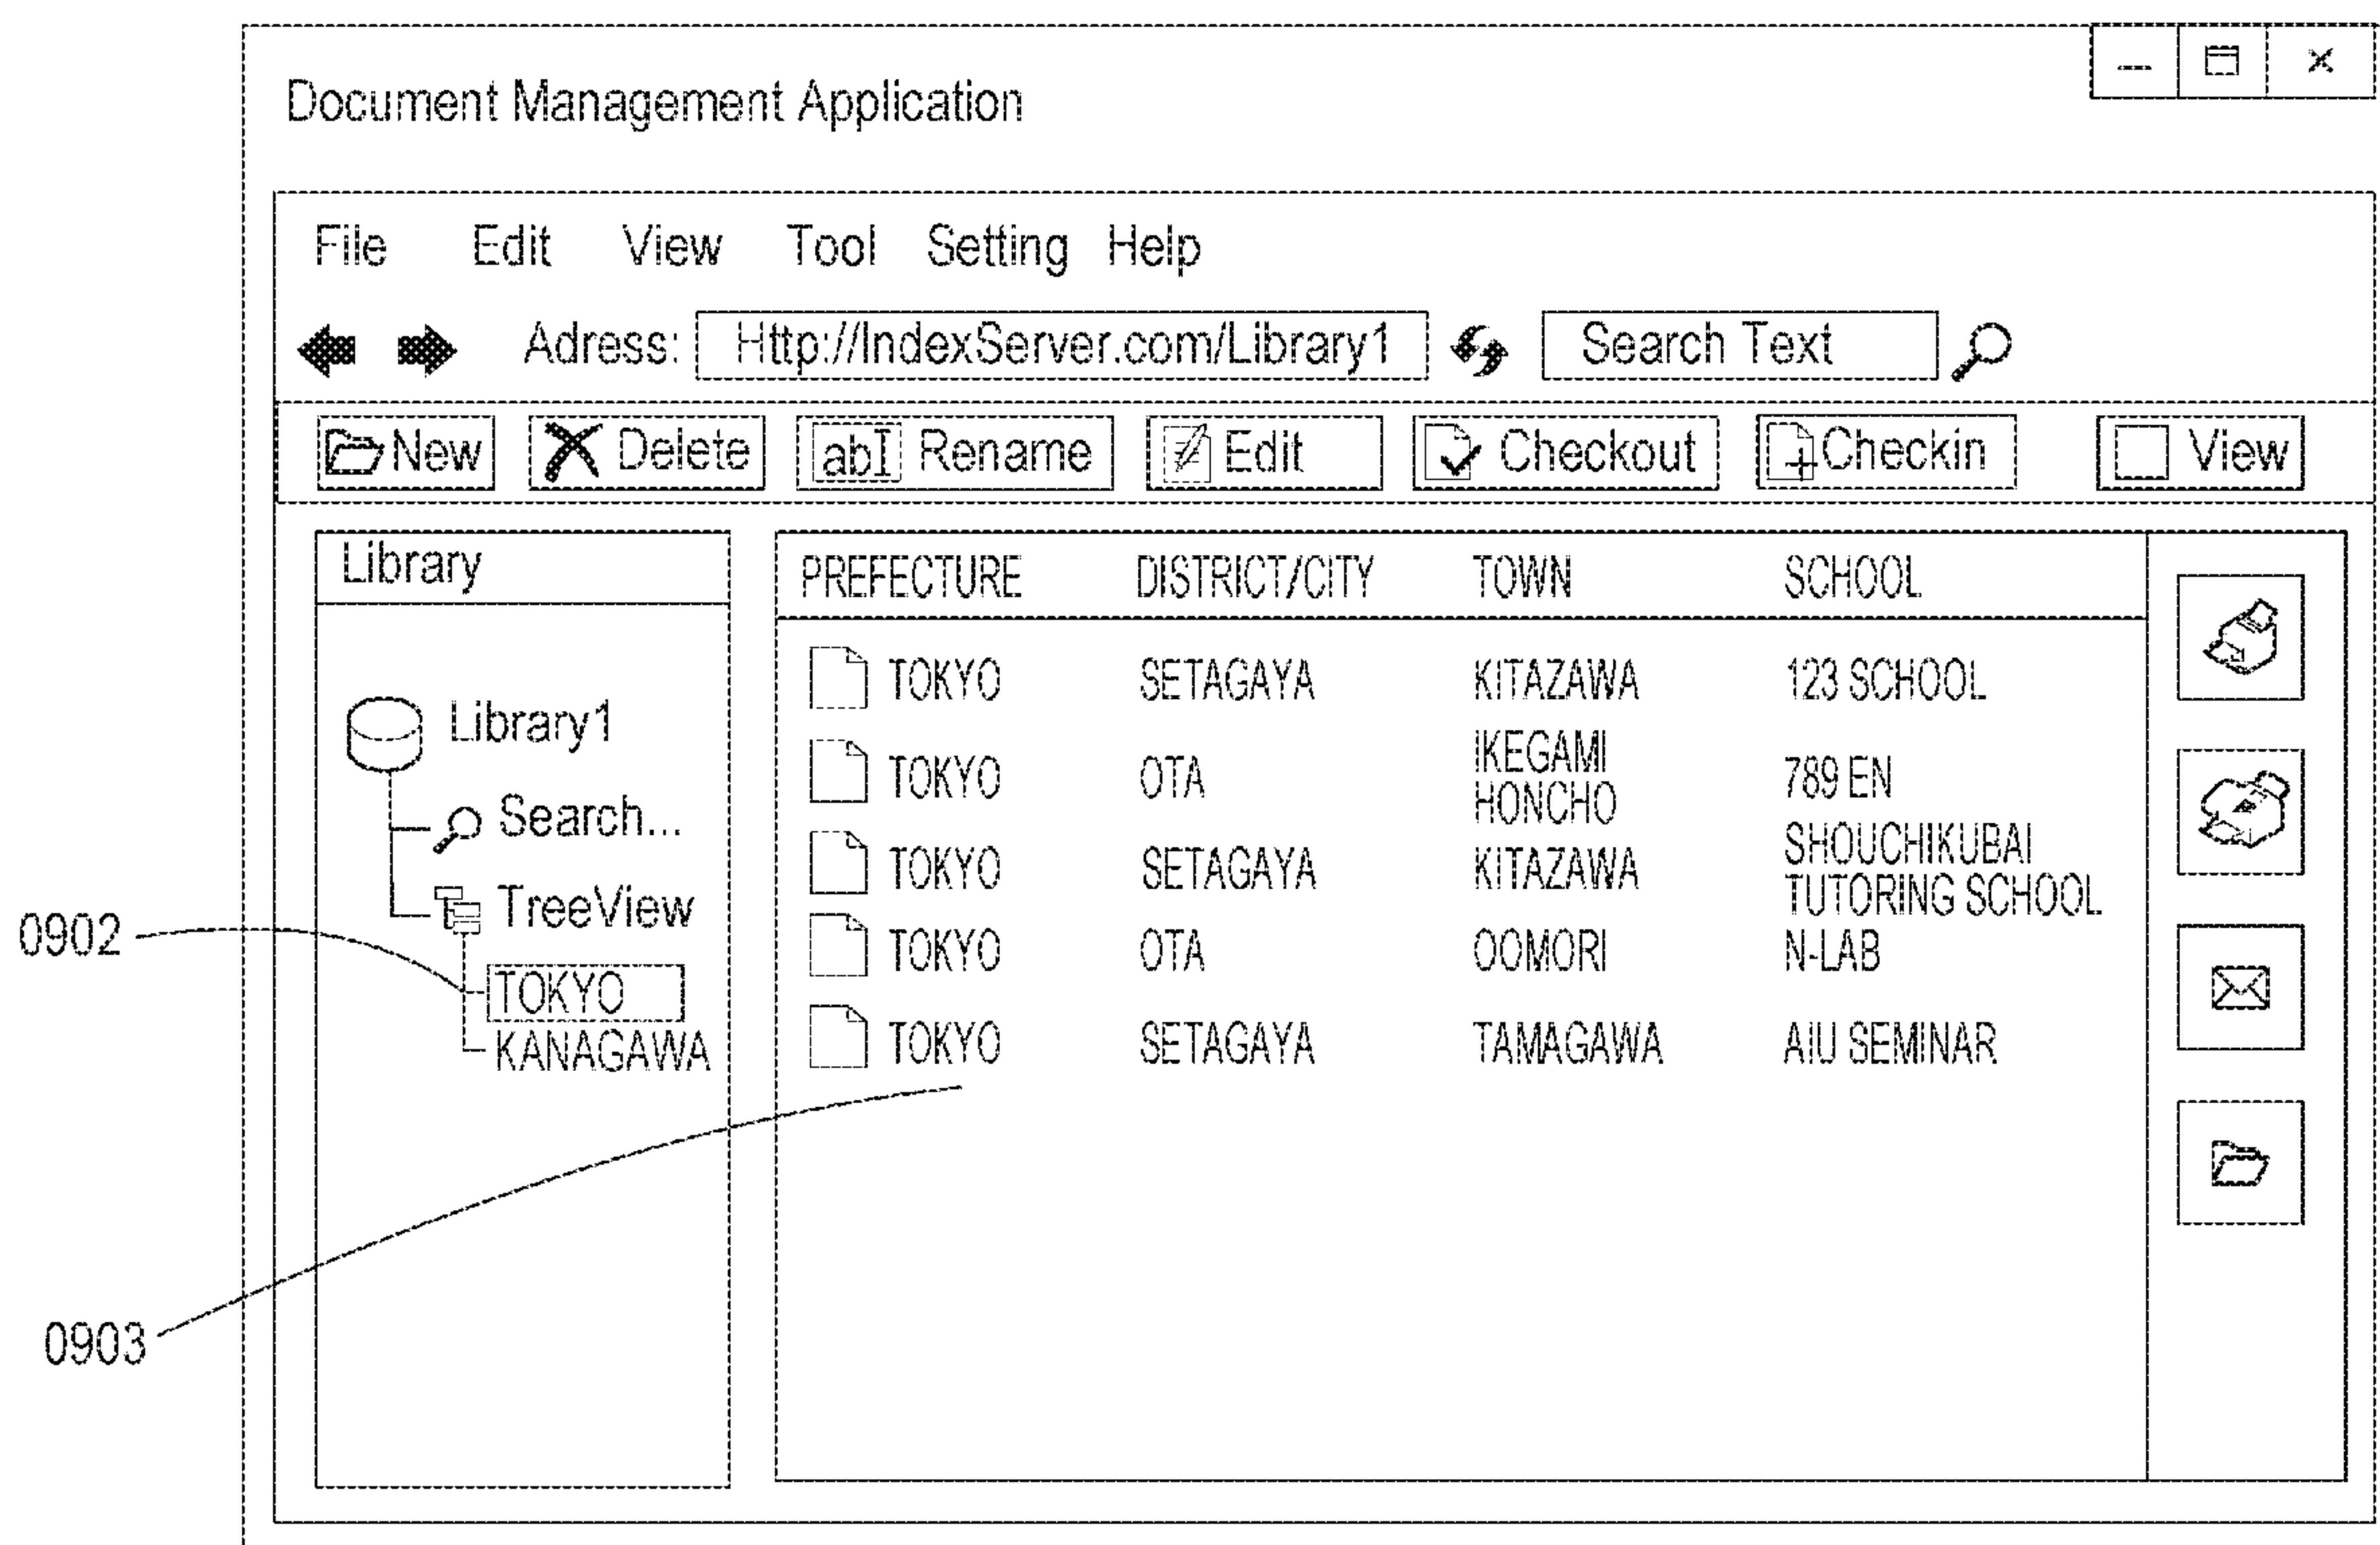 Document Management Application
File Edit View Tool Setting Help
Adress: Http://IndexServer.com/Library1 Search Text
New Delete abI Rename Edit Checkout Checkin View
Library
Library1
Search...
TreeView
TOKYO
KANAGAWA
PREFECTURE DISTRICT/CITY TOWN SCHOOL
TOKYO SETAGAYA KITAZAWA 123 SCHOOL
TOKYO OTA IKEGAMI HONCHO 789 EN
TOKYO SETAGAYA KITAZAWA SHOUCHIKUBAI TUTORING SCHOOL
TOKYO OTA OOMORI N-LAB
TOKYO SETAGAYA TAMAGAWA AIU SEMINAR
0902
0903